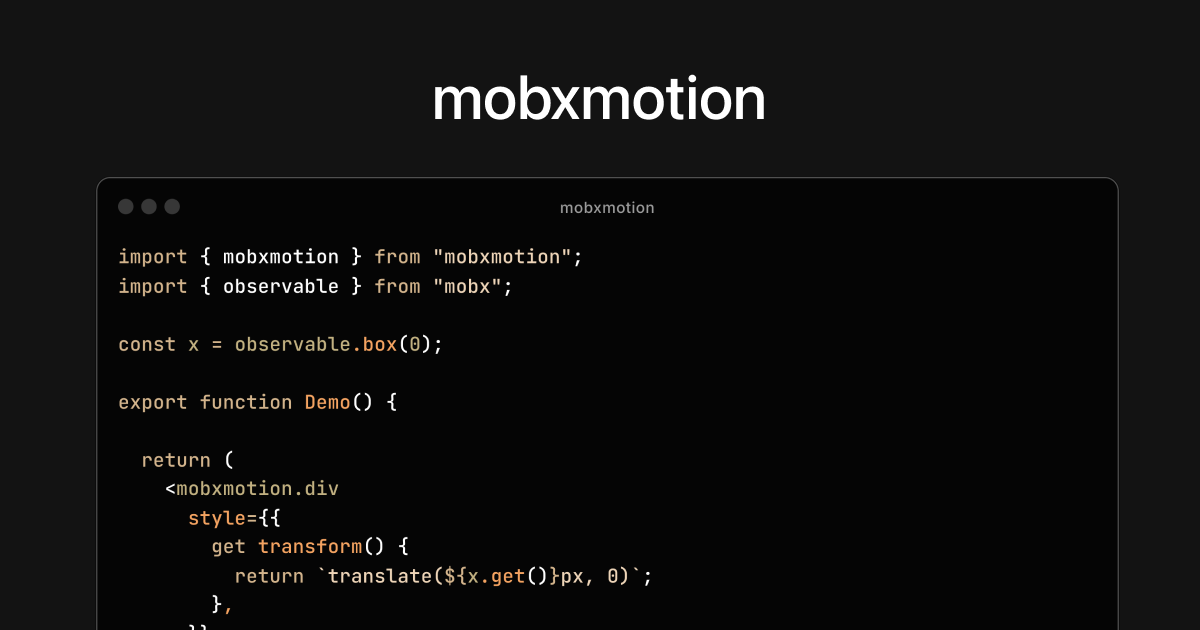 mobxmotion
mobxmotion
import { mobxmotion } from "mobxmotion";
import { observable } from "mobx";
const x = observable.box(0);
export function Demo() {
return (
<mobxmotion.div
style={{
get transform() {
return `translate(${x.get()}px, 0)`;
},
}}